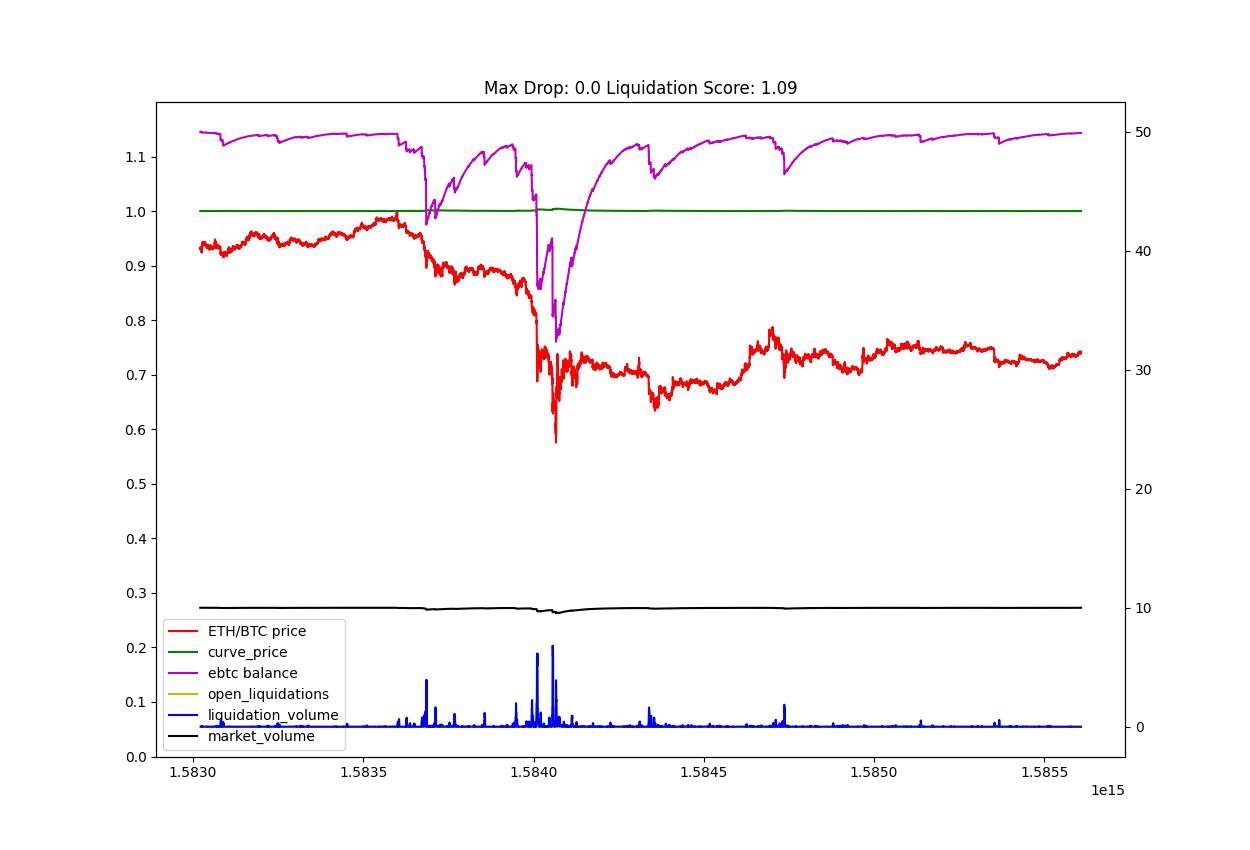 Max Drop: 0.0 Liquidation Score: 1.09
1.1
1.0
0.9
0.8
0.7
0.6
0.5
0.4
0.3
0.2
0.1
0.0
50
40
30
20
10
0
ETH/BTC price
curve_price
ebtc balance
open_liquidations
liquidation_volume
market_volume
1.5830 1.5835 1.5840 1.5845 1.5850 1.5855
1e15